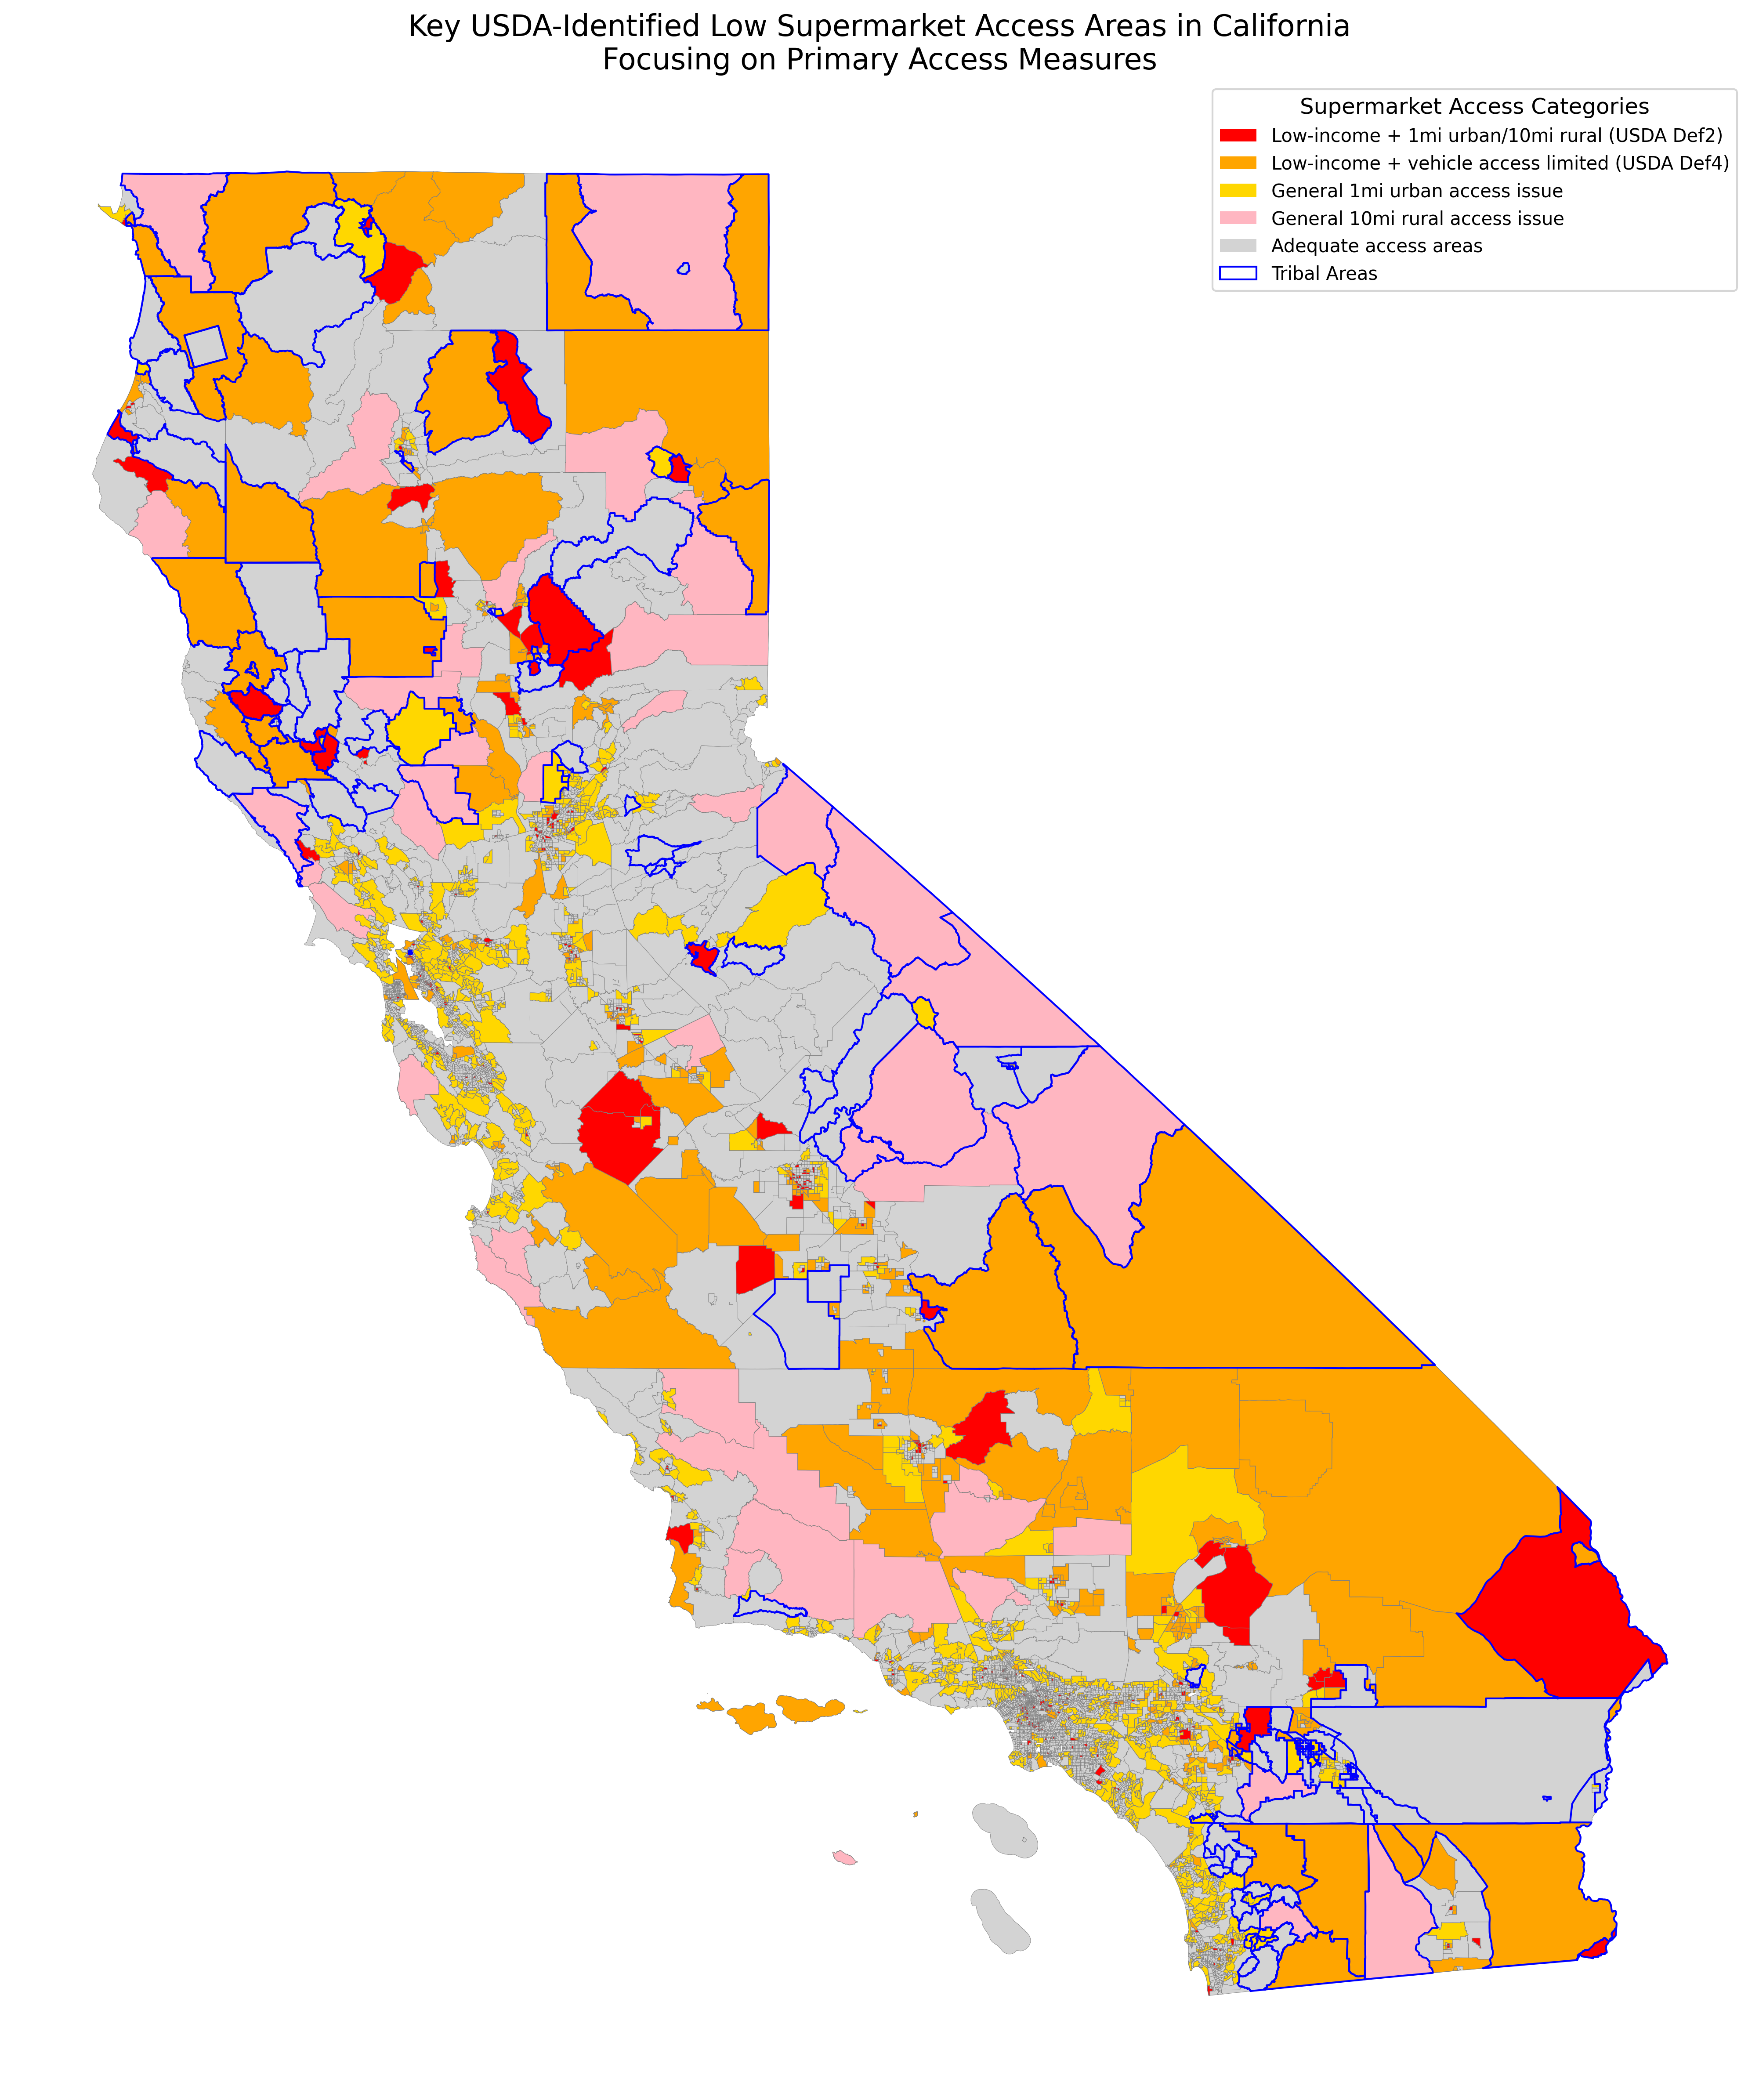 Key USDA-Identified Low Supermarket Access Areas in California
Focusing on Primary Access Measures
Supermarket Access Categories
Low-income + 1mi urban/10mi rural (USDA Def2)
Low-income + vehicle access limited (USDA Def4)
General 1mi urban access issue
General 10mi rural access issue
Adequate access areas
Tribal Areas